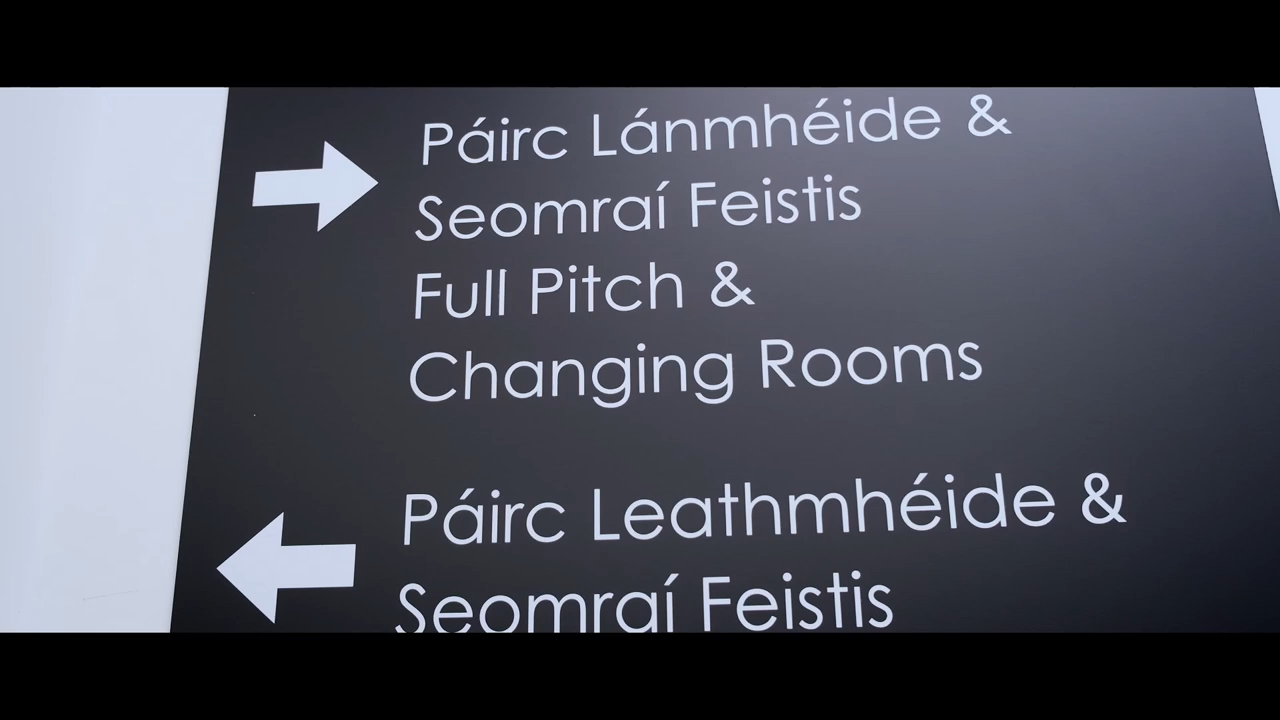 Páirc Lánmhéide &
Seomraí Feistis
Full Pitch &
Changing Rooms
Páirc Leathmhéide &
Seomraí Feistis